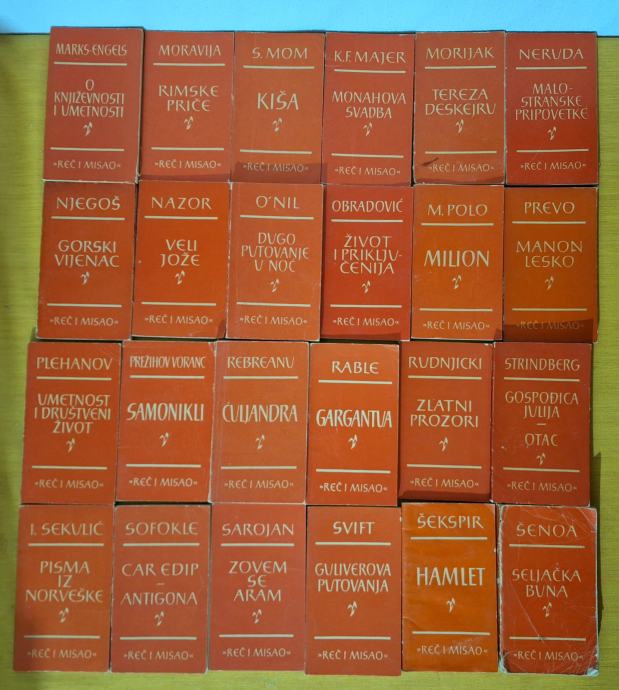 MARKS-ENGELS
O
KNJIŽEVNOSTI
I UMETNOSTI
»REČ I MISAO«
MORAVIJA
RIMSKE
PRIČE
»REČ I MISAO«
S. MOM
KIŠA
»REČ I MISAO«
K.F. MAJER
MONAHOVA
SVADBA
»REČ I MISAO«
MORIJAK
TEREZA
DESKEJRU
»REČ I MISAO«
NERUDA
MALO-
STRANSKE
PRIPOVETKE
»REČ I MISAO«
NJEGOŠ
GORSKI
VIJENAC
»REČ I MISAO«
NAZOR
VELI
JOŽE
»REČ I MISAO«
O'NIL
DUGO
PUTOVANJE
U NOĆ
»REČ I MISAO«
OBRADOVIĆ
ŽIVOT
I PRIKLJU-
ČENIJA
»REČ I MISAO«
M. POLO
MILION
»REČ I MISAO«
PREVO
MANON
LESKO
»REČ I MISAO«
PLEHANOV
UMETNOST
I DRUŠTVENI
ŽIVOT
»REČ I MISAO«
PREŽIHOV VORANC
SAMONIKLI
»REČ I MISAO«
REBREANU
ĆULJANDRA
»REČ I MISAO«
RABLE
GARGANTUA
»REČ I MISAO«
RUDNJICKI
ZLATNI
PROZORI
»REČ I MISAO«
STRINDBERG
GOSPOĐICA
JULIJA
–
OTAC
»REČ I MISAO«
I. SEKULIĆ
PISMA
IZ
NORVEŠKE
»REČ I MISAO«
SOFOKLE
CAR EDIP
–
ANTIGONA
»REČ I MISAO«
SAROJAN
ZOVEM
SE
ARAM
»REČ I MISAO«
SVIFT
GULIVEROVA
PUTOVANJA
»REČ I MISAO«
ŠEKSPIR
HAMLET
»REČ I MISAO«
ŠENOA
SELJAČKA
BUNA
»REČ I MISAO«